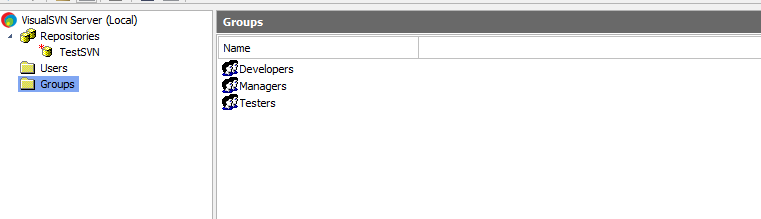 VisualSVN Server (Local)
Repositories
TestSVN
Users
Groups
Groups
Name
Developers
Managers
Testers